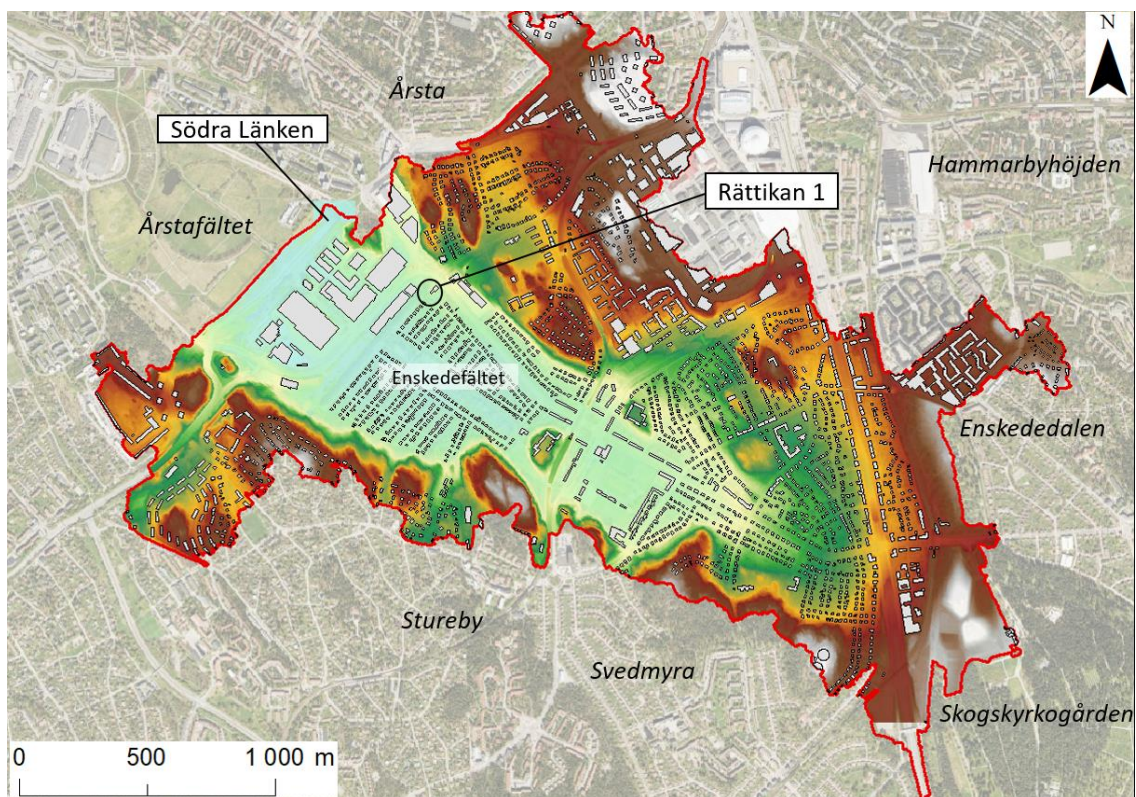 N
Årsta
Södra Länken
Hammarbyhöjden
Rättikan 1
Årstafältet
Enskedefältet
Enskededalen
Stureby
Svedmyra
Skogskyrkogården
0 500 1 000 m